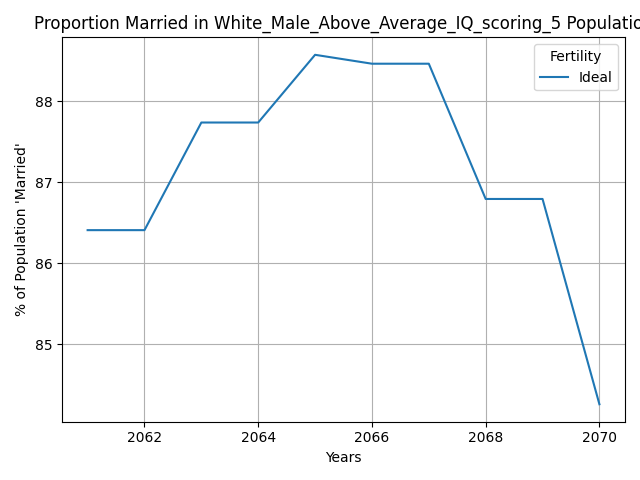 Proportion Married in White_Male_Above_Average_IQ_scoring_5 Populatio
Fertility
Ideal
% of Population 'Married'
88
87
86
85
2062 2064 2066 2068 2070
Years